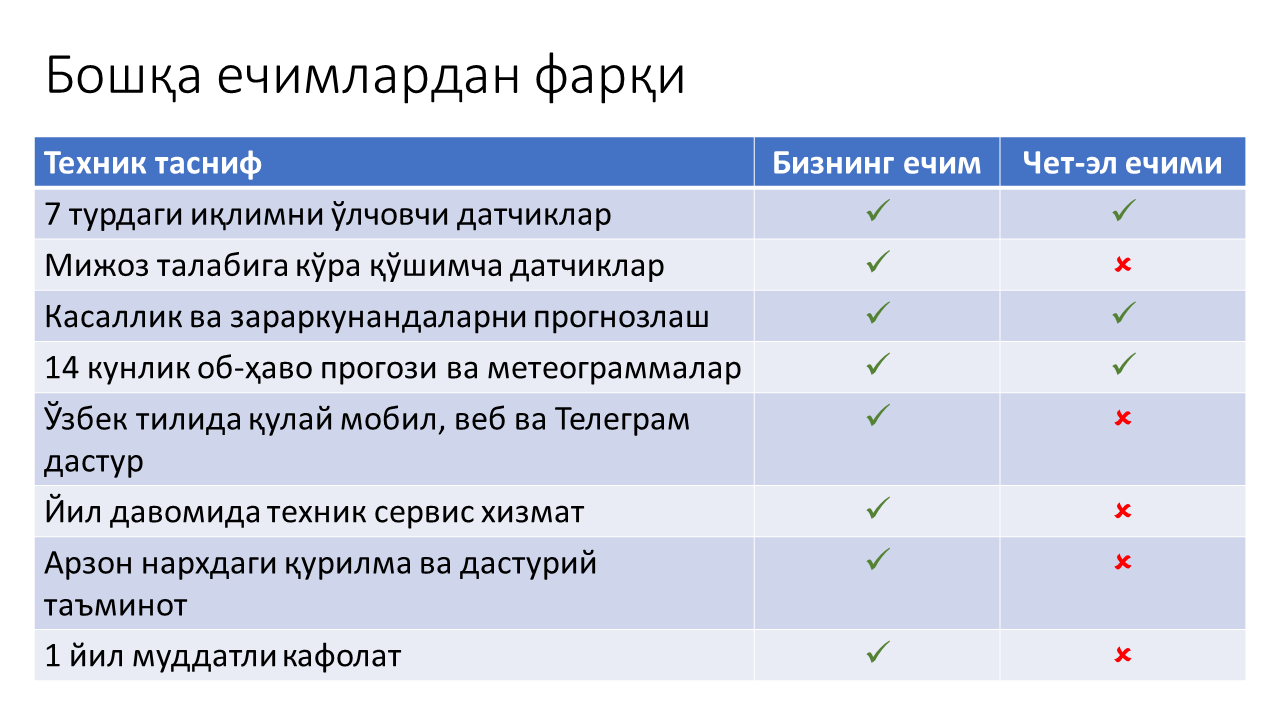 Бошқа ечимлардан фарқи
Техник тасниф Бизнинг ечим Чет-эл ечими
7 турдаги иқлимни ўлчовчи датчиклар ✓ ✓
Мижоз талабига кўра қўшимча датчиклар ✓ ✗
Касаллик ва зараркунандаларни прогнозлаш ✓ ✓
14 кунлик об-ҳаво прогози ва метеограммалар ✓ ✓
Ўзбек тилида қулай мобил, веб ва Телеграм ✓ ✗
дастур
Йил давомида техник сервис хизмат ✓ ✗
Арзон нархдаги қурилма ва дастурий ✓ ✗
таъминот
1 йил муддатли кафолат ✓ ✗